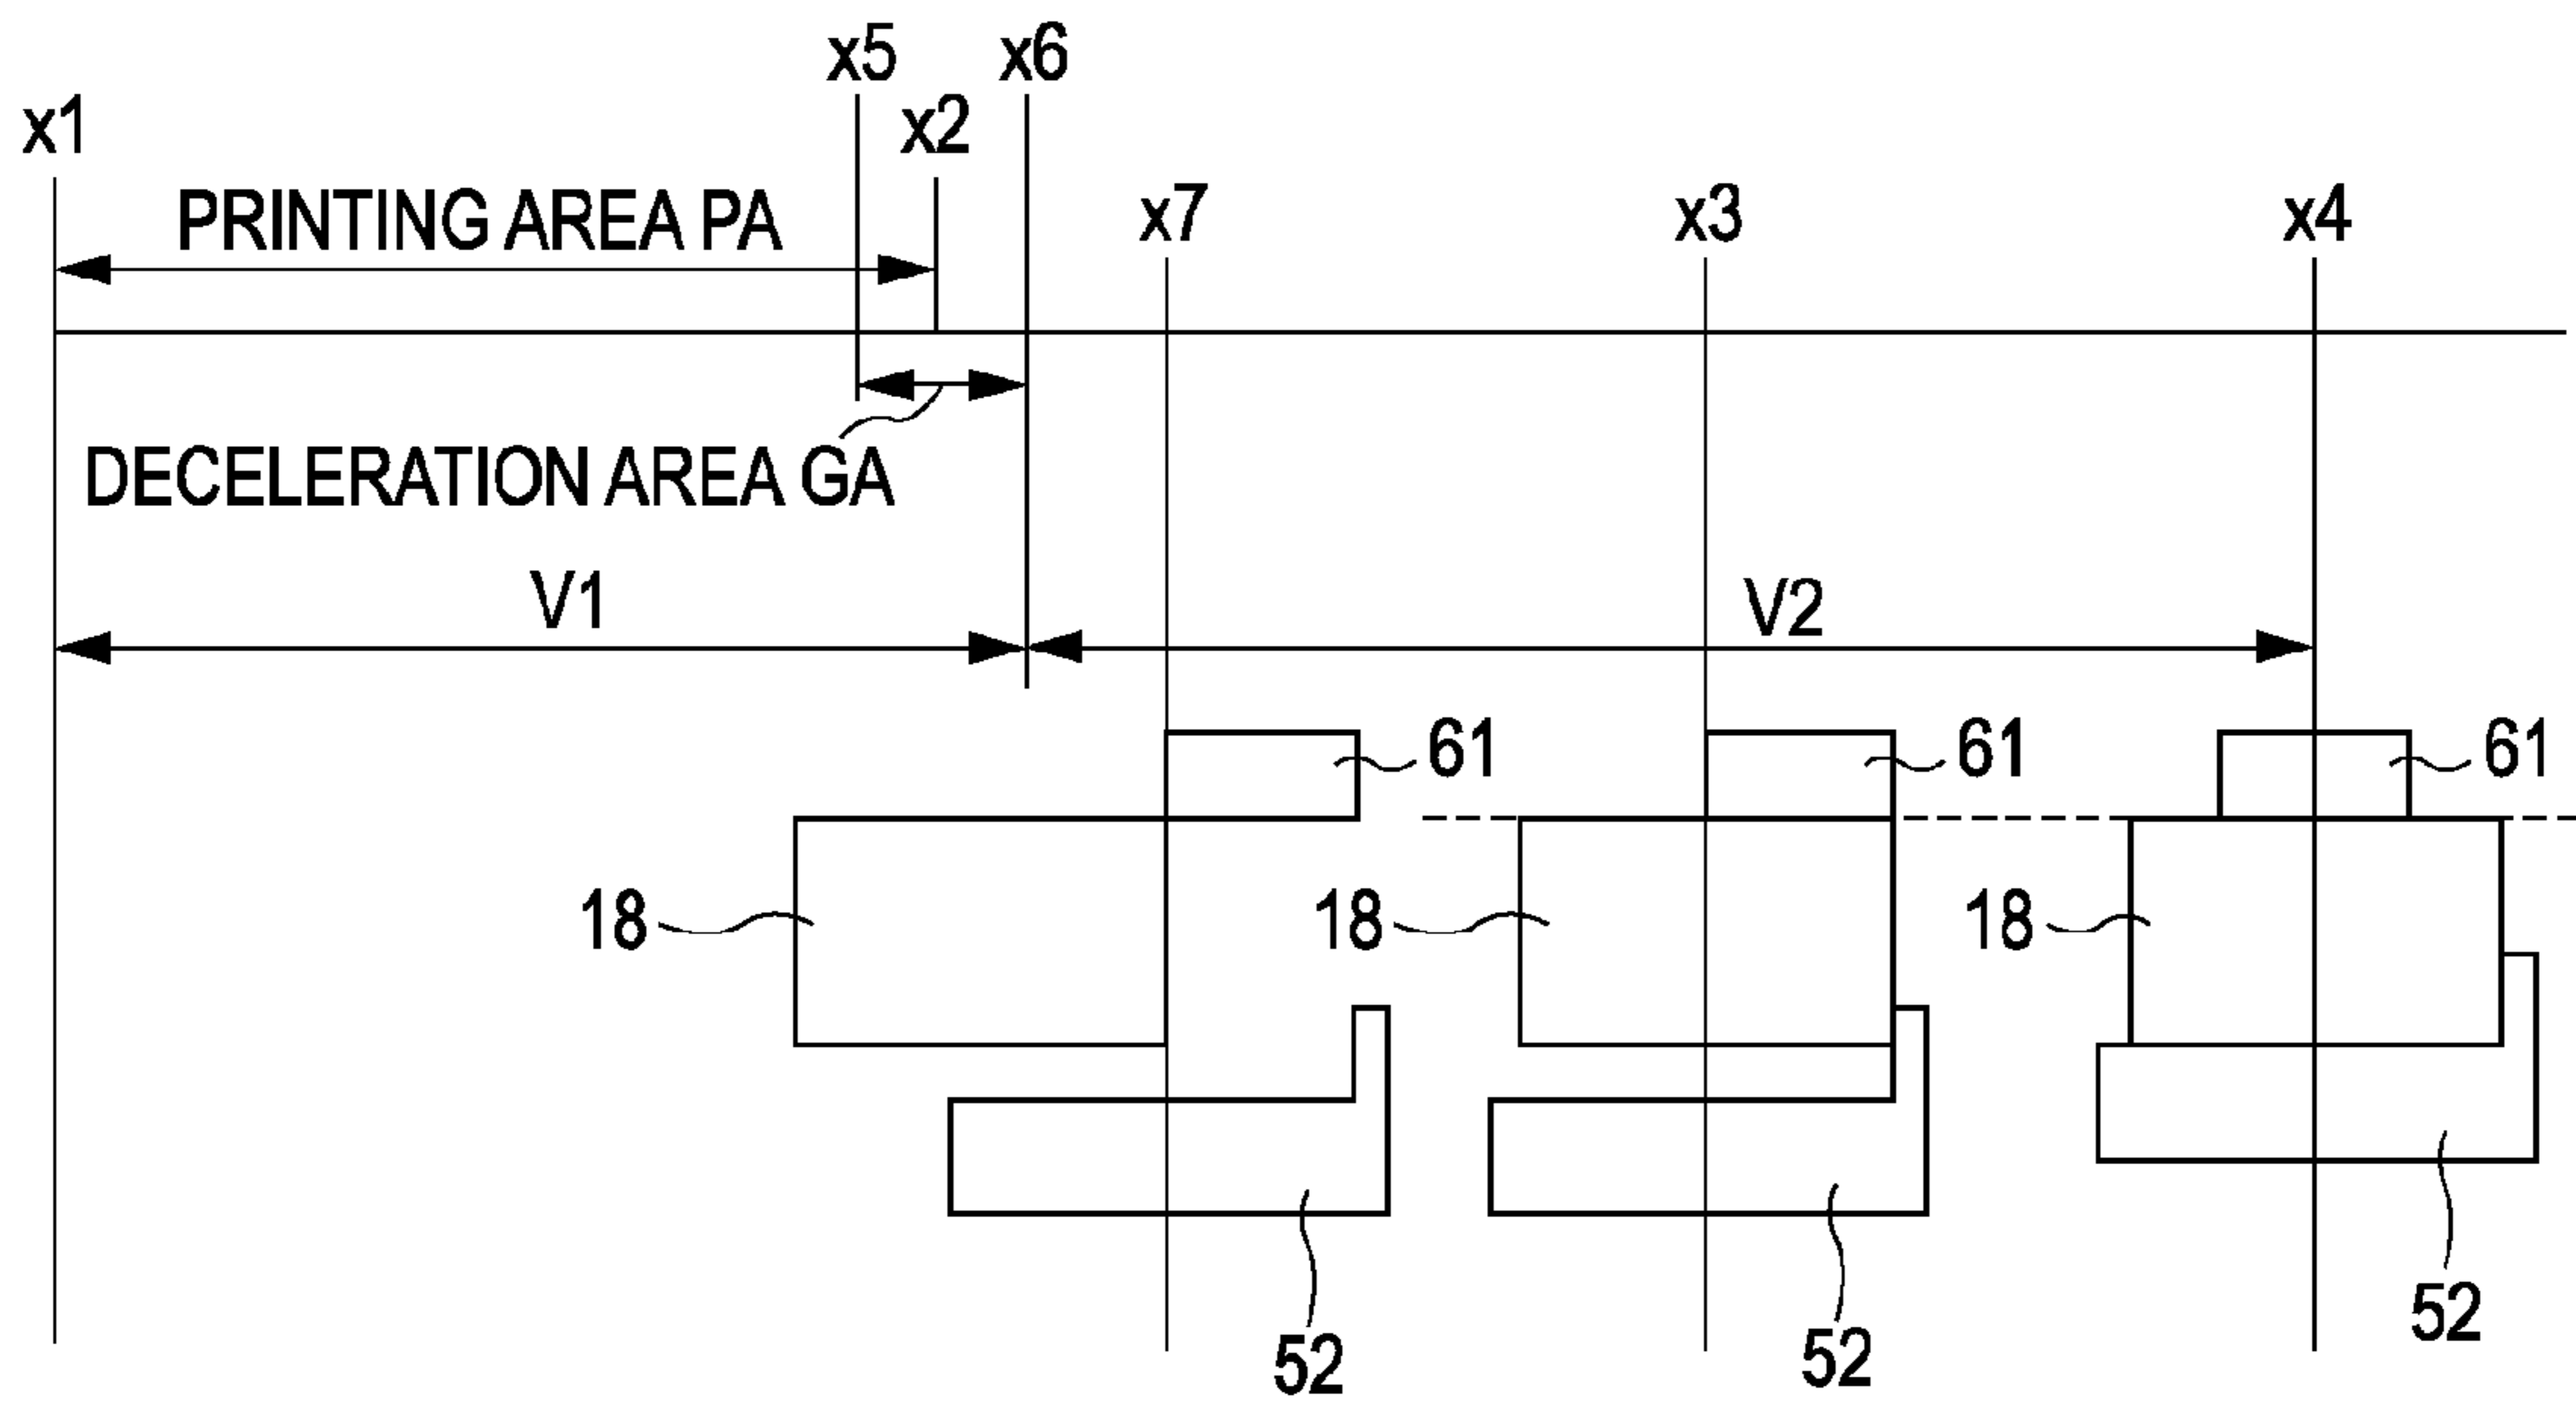 x5 x6
x1 x2
PRINTING AREA PA x7 x3 x4
DECELERATION AREA GA
V1 V2
61 61 61
18 18 18
52 52 52